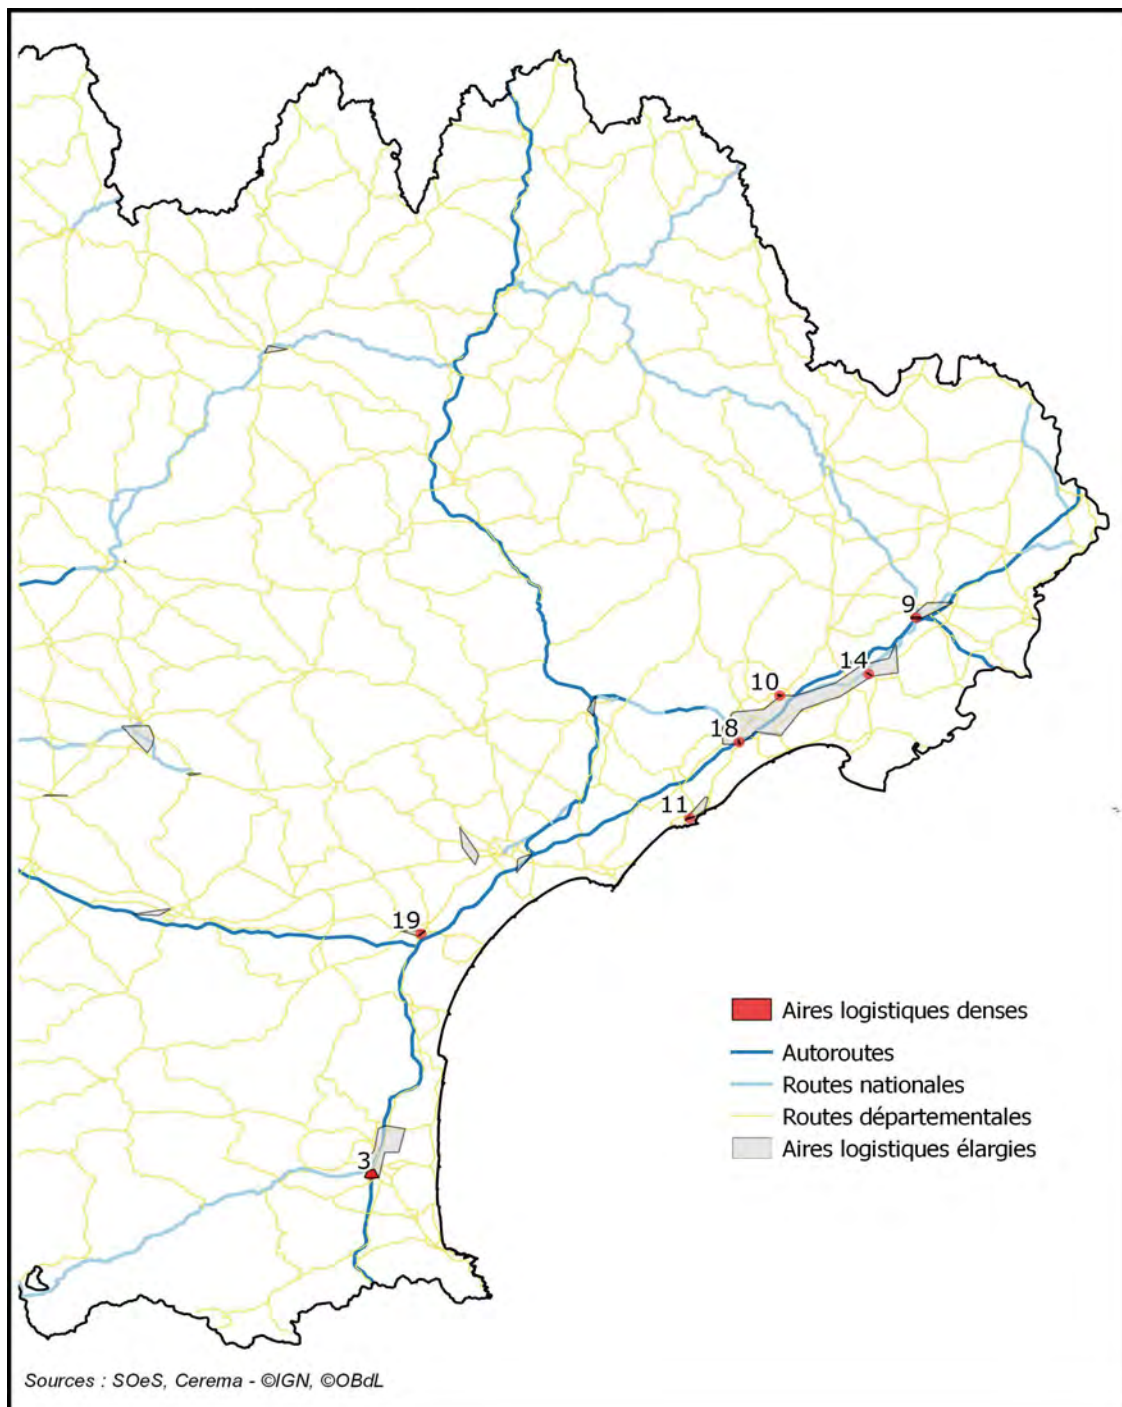 9
14
10
18
11
19
3
Aires logistiques denses
Autoroutes
Routes nationales
Routes départementales
Aires logistiques élargies
Sources : SOeS, Cerema - ©IGN, ©OBdL